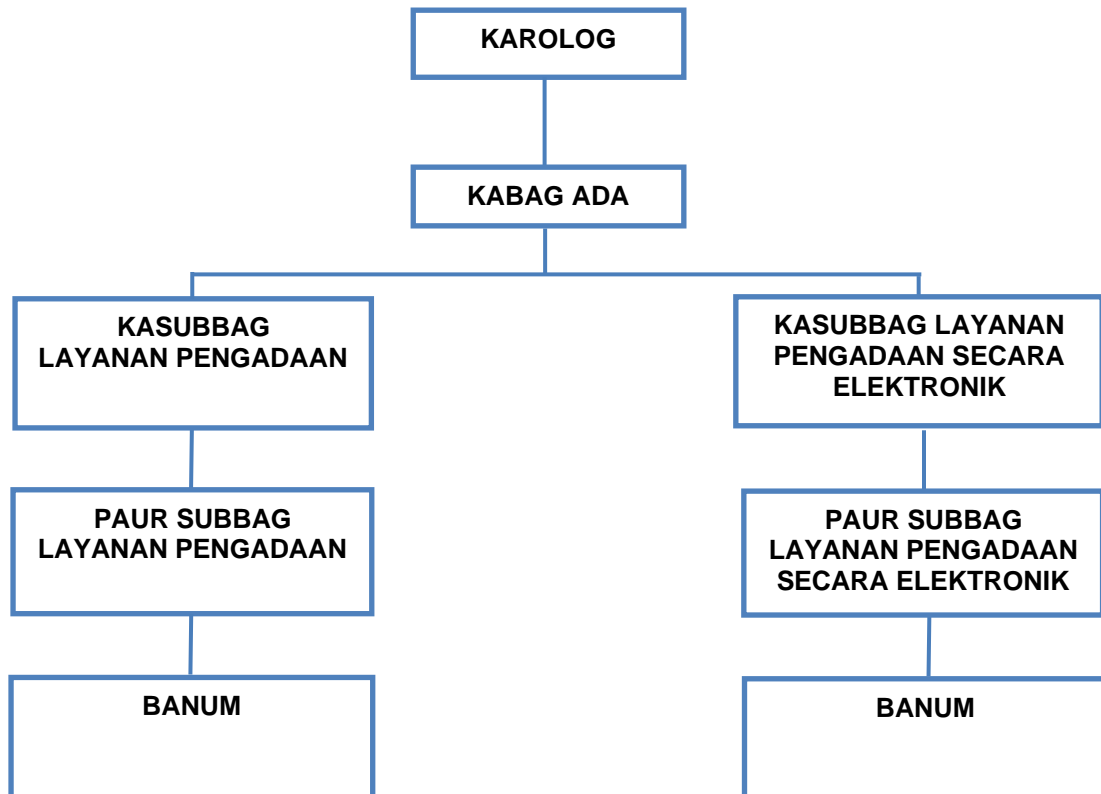 KAROLOG
KABAG ADA
KASUBBAG
LAYANAN PENGADAAN
KASUBBAG LAYANAN
PENGADAAN SECARA
ELEKTRONIK
PAUR SUBBAG
LAYANAN PENGADAAN
PAUR SUBBAG
LAYANAN PENGADAAN
SECARA ELEKTRONIK
BANUM
BANUM